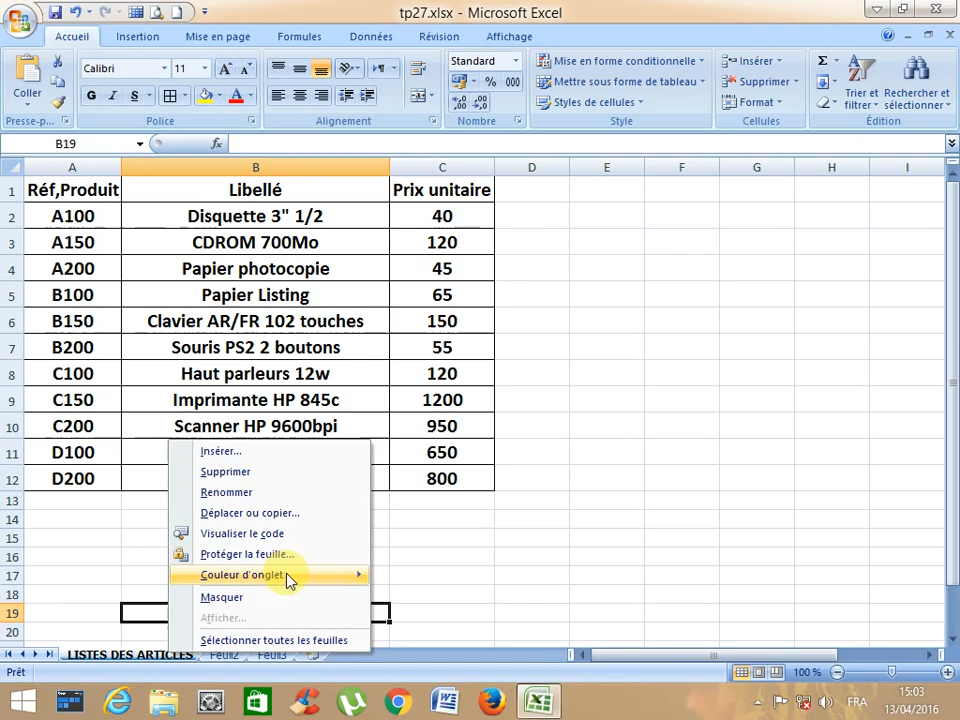 tp27.xlsx - Microsoft Excel
Accueil Insertion Mise en page Formules Données Révision Affichage
Coller
Calibri 11
G I S
Standard
% 000
Mise en forme conditionnelle
Mettre sous forme de tableau
Styles de cellules
Insérer
Supprimer
Format
Σ
Trier et filtrer
Rechercher et sélectionner
Presse-p... Police Alignement Nombre Style Cellules Édition
B19 fx
A B C D E F G H I
1 Réf,Produit Libellé Prix unitaire
2 A100 Disquette 3" 1/2 40
3 A150 CDROM 700Mo 120
4 A200 Papier photocopie 45
5 B100 Papier Listing 65
6 B150 Clavier AR/FR 102 touches 150
7 B200 Souris PS2 2 boutons 55
8 C100 Haut parleurs 12w 120
9 C150 Imprimante HP 845c 1200
10 C200 Scanner HP 9600bpi 950
11 D100 650
12 D200 800
13
14
15
16
17
18
19
20
Insérer...
Supprimer
Renommer
Déplacer ou copier...
Visualiser le code
Protéger la feuille...
Couleur d'onglet
Masquer
Afficher...
Sélectionner toutes les feuilles
LISTES DES ARTICLES Feuil2 Feuil3
Prêt 100 %
FR 15:03
13/04/2016